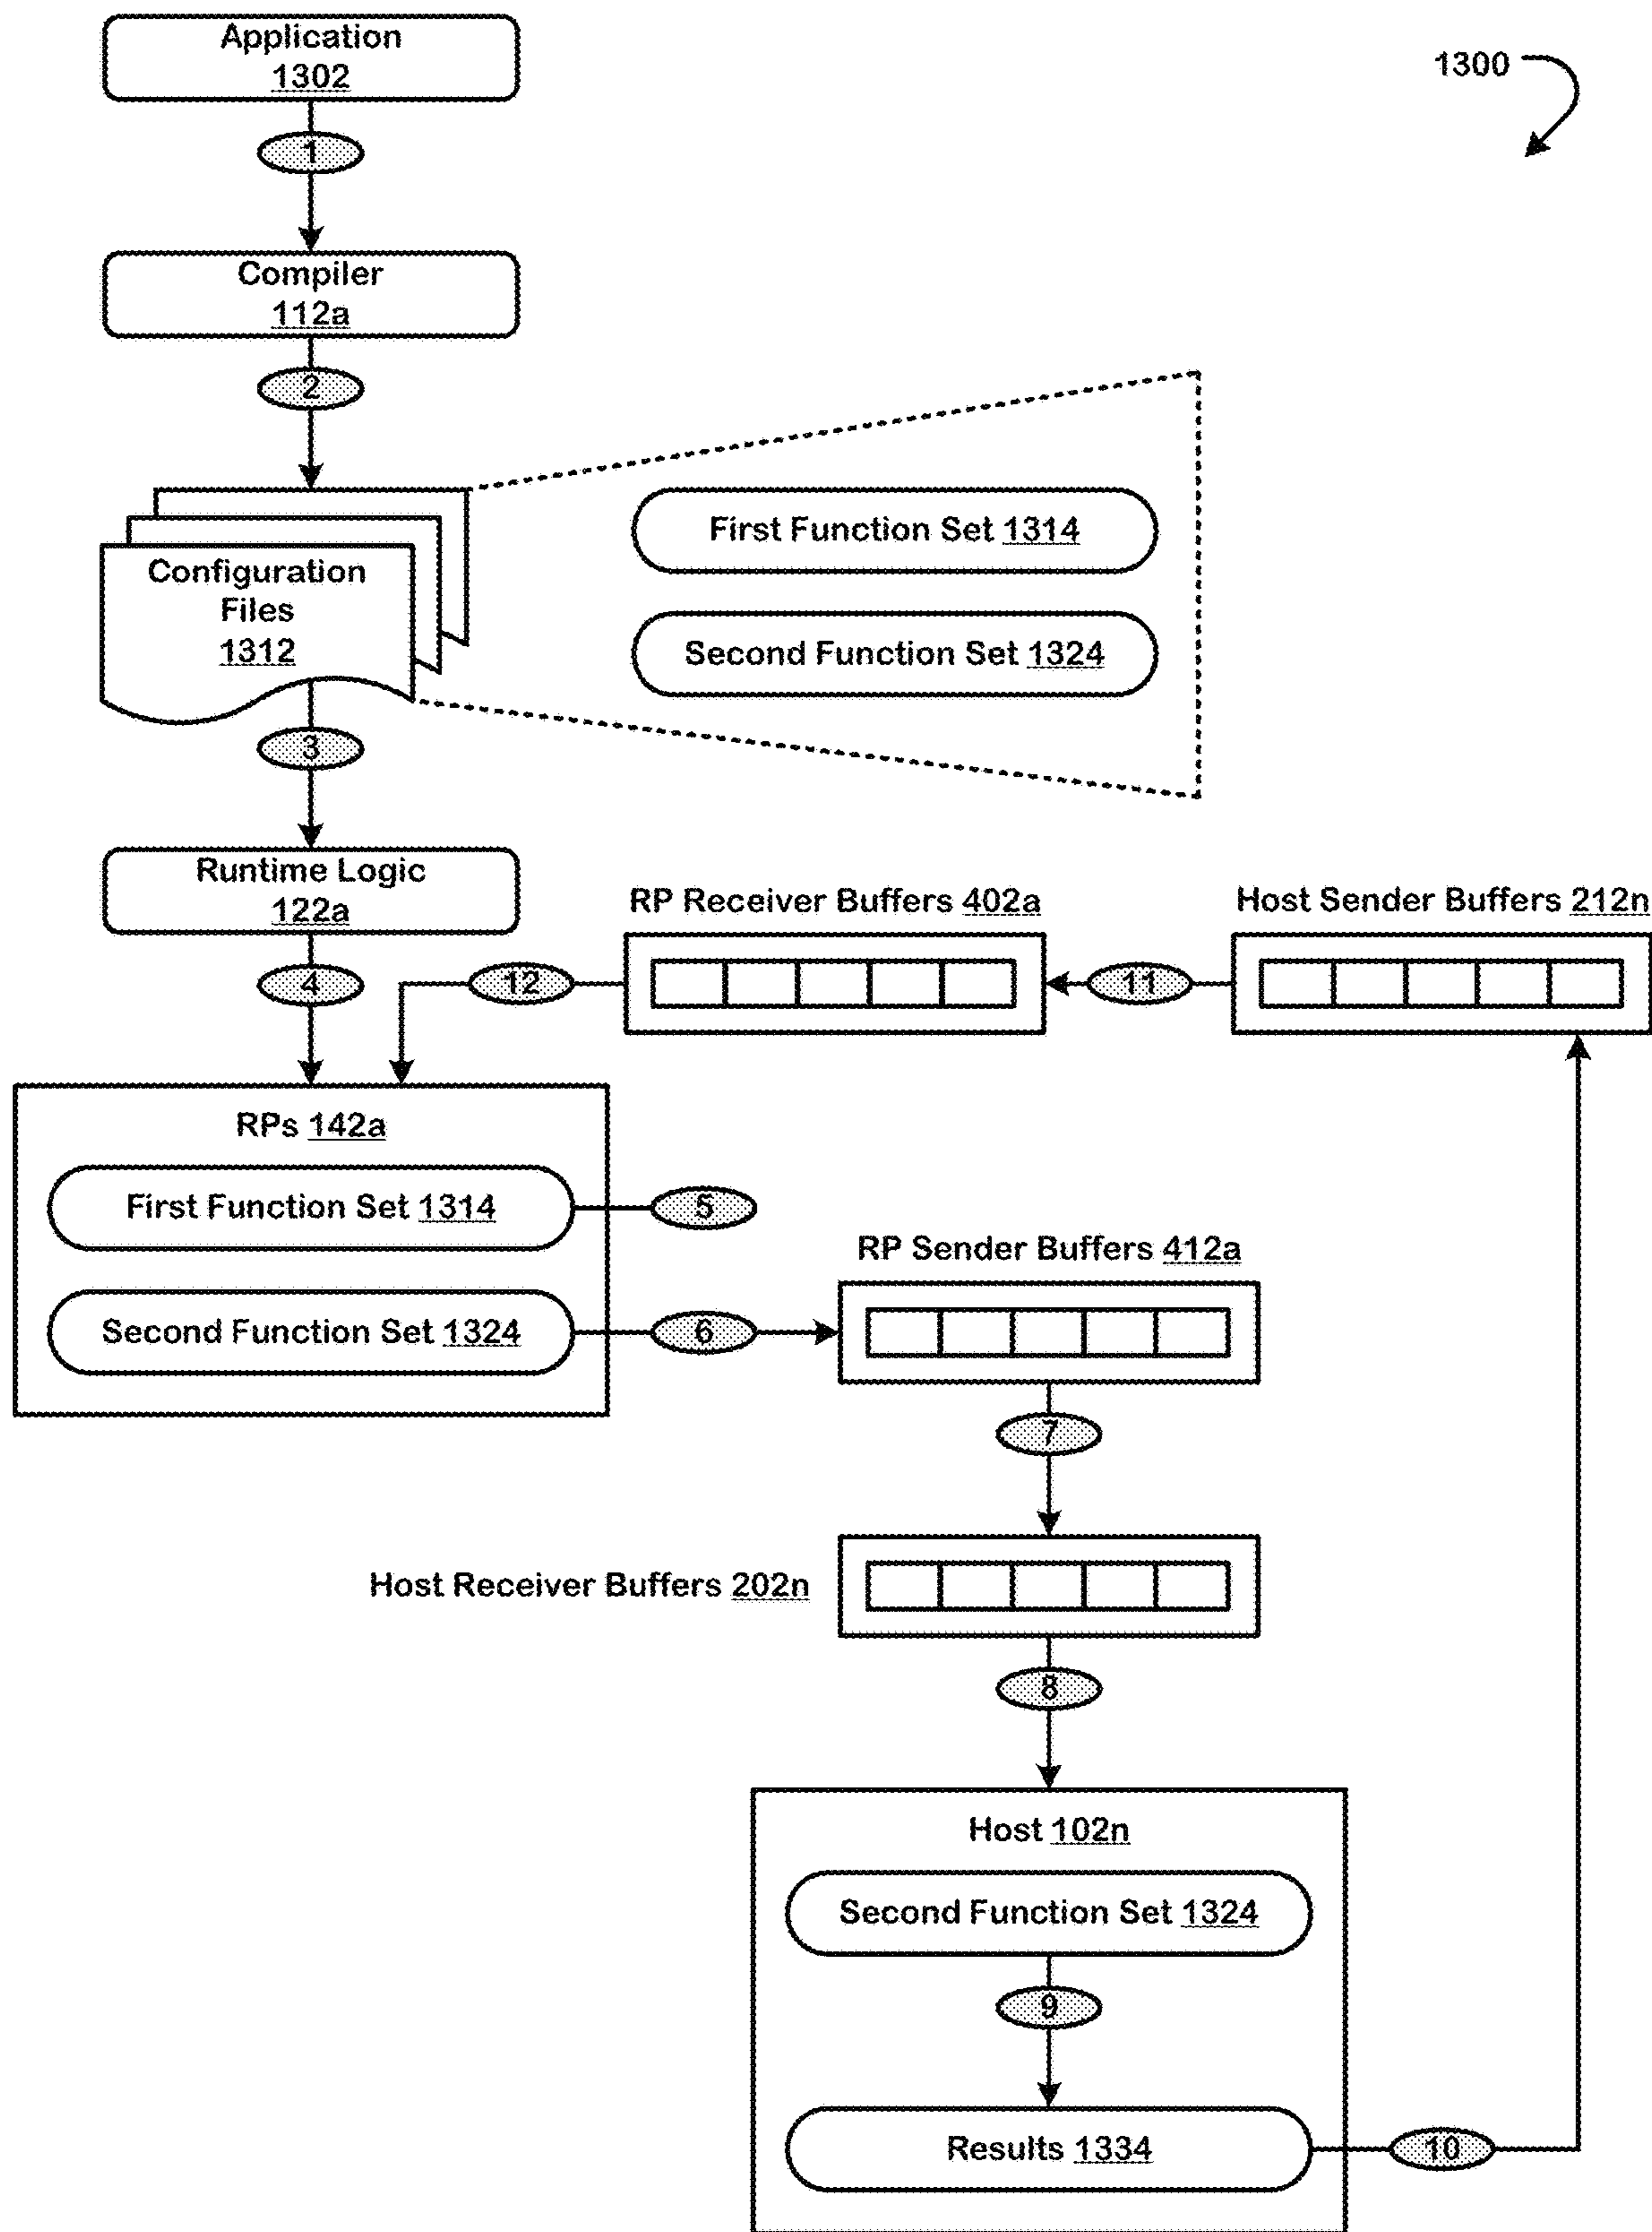 Application
1302
1300
1
Compiler
112a
2
First Function Set 1314
Configuration
Files
1312
Second Function Set 1324
3
Runtime Logic
122a
RP Receiver Buffers 402a
Host Sender Buffers 212n
4
12
11
RPs 142a
First Function Set 1314
5
RP Sender Buffers 412a
Second Function Set 1324
6
7
Host Receiver Buffers 202n
8
Host 102n
Second Function Set 1324
9
Results 1334
10